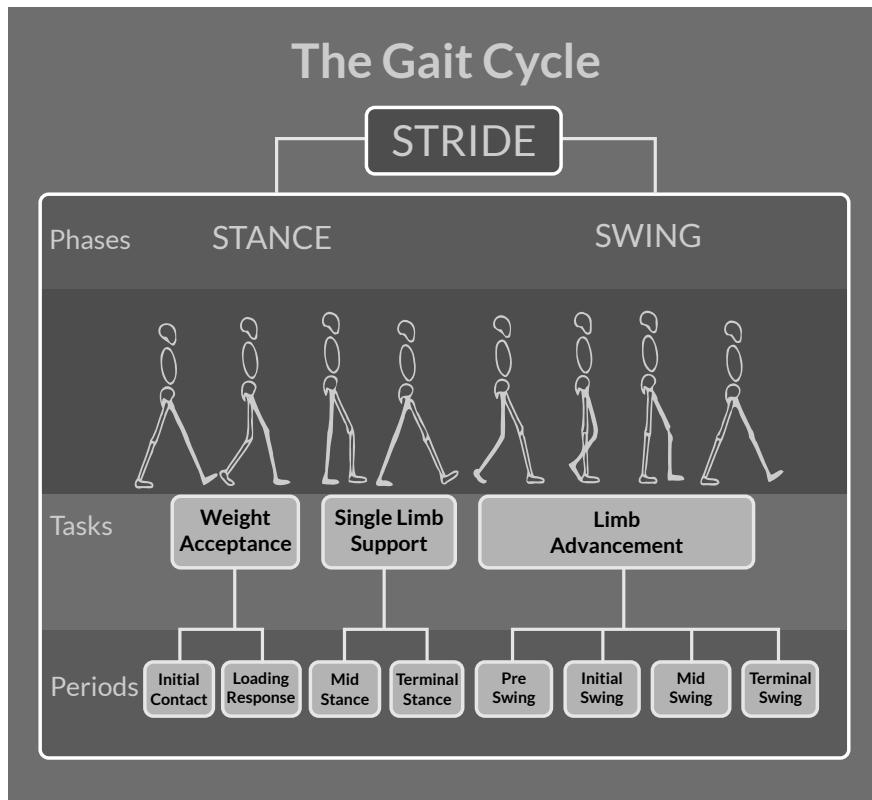 The Gait Cycle
STRIDE
Phases
STANCE
SWING
Tasks
Weight
Acceptance
Single Limb
Support
Limb
Advancement
Periods
Initial
Contact
Loading
Response
Mid
Stance
Terminal
Stance
Pre
Swing
Initial
Swing
Mid
Swing
Terminal
Swing